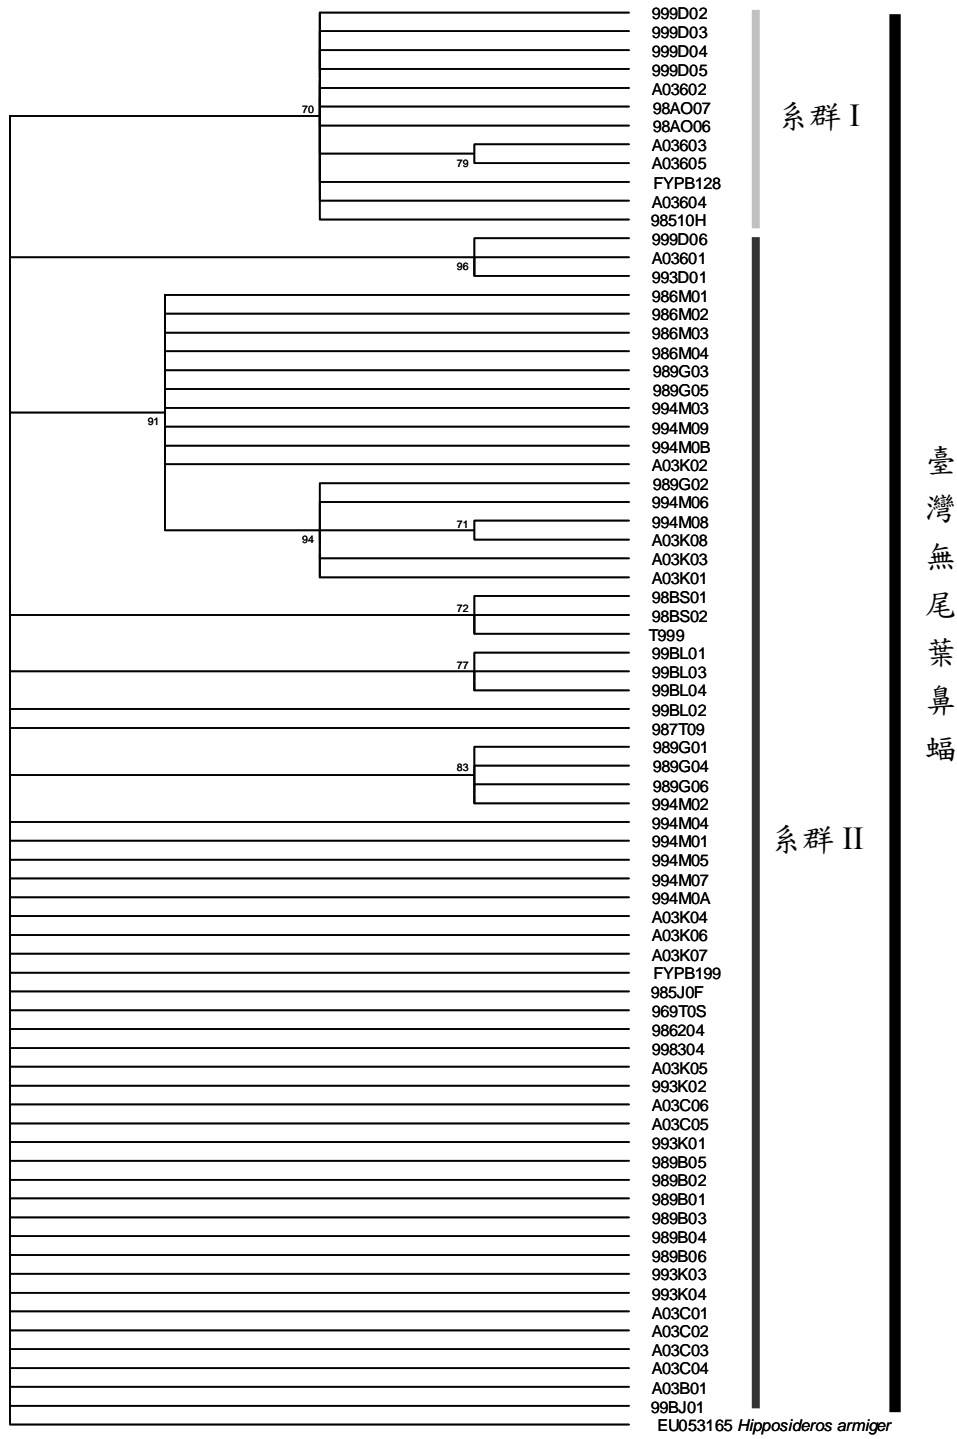 999D02
999D03
999D04
999D05
A03602
70
98AO07
系群 I
98AO06
A03603
79
A03605
FYPB128
A03604
98510H
999D06
A03601
96
993D01
986M01
986M02
986M03
986M04
989G03
989G05
994M03
91
994M09
994M0B
A03K02
989G02
994M06
71
994M08
94
A03K08
A03K03
A03K01
98BS01
72
98BS02
T999
99BL01
77
99BL03
99BL04
99BL02
987T09
989G01
83
989G04
989G06
994M02
994M04
系群 II
994M01
994M05
994M07
994M0A
A03K04
A03K06
A03K07
FYPB199
985J0F
969T0S
986204
998304
A03K05
993K02
A03C06
A03C05
993K01
989B05
989B02
989B01
989B03
989B04
989B06
993K03
993K04
A03C01
A03C02
A03C03
A03C04
A03B01
99BJ01
EU053165 Hipposideros armiger
臺灣無尾葉鼻蝠